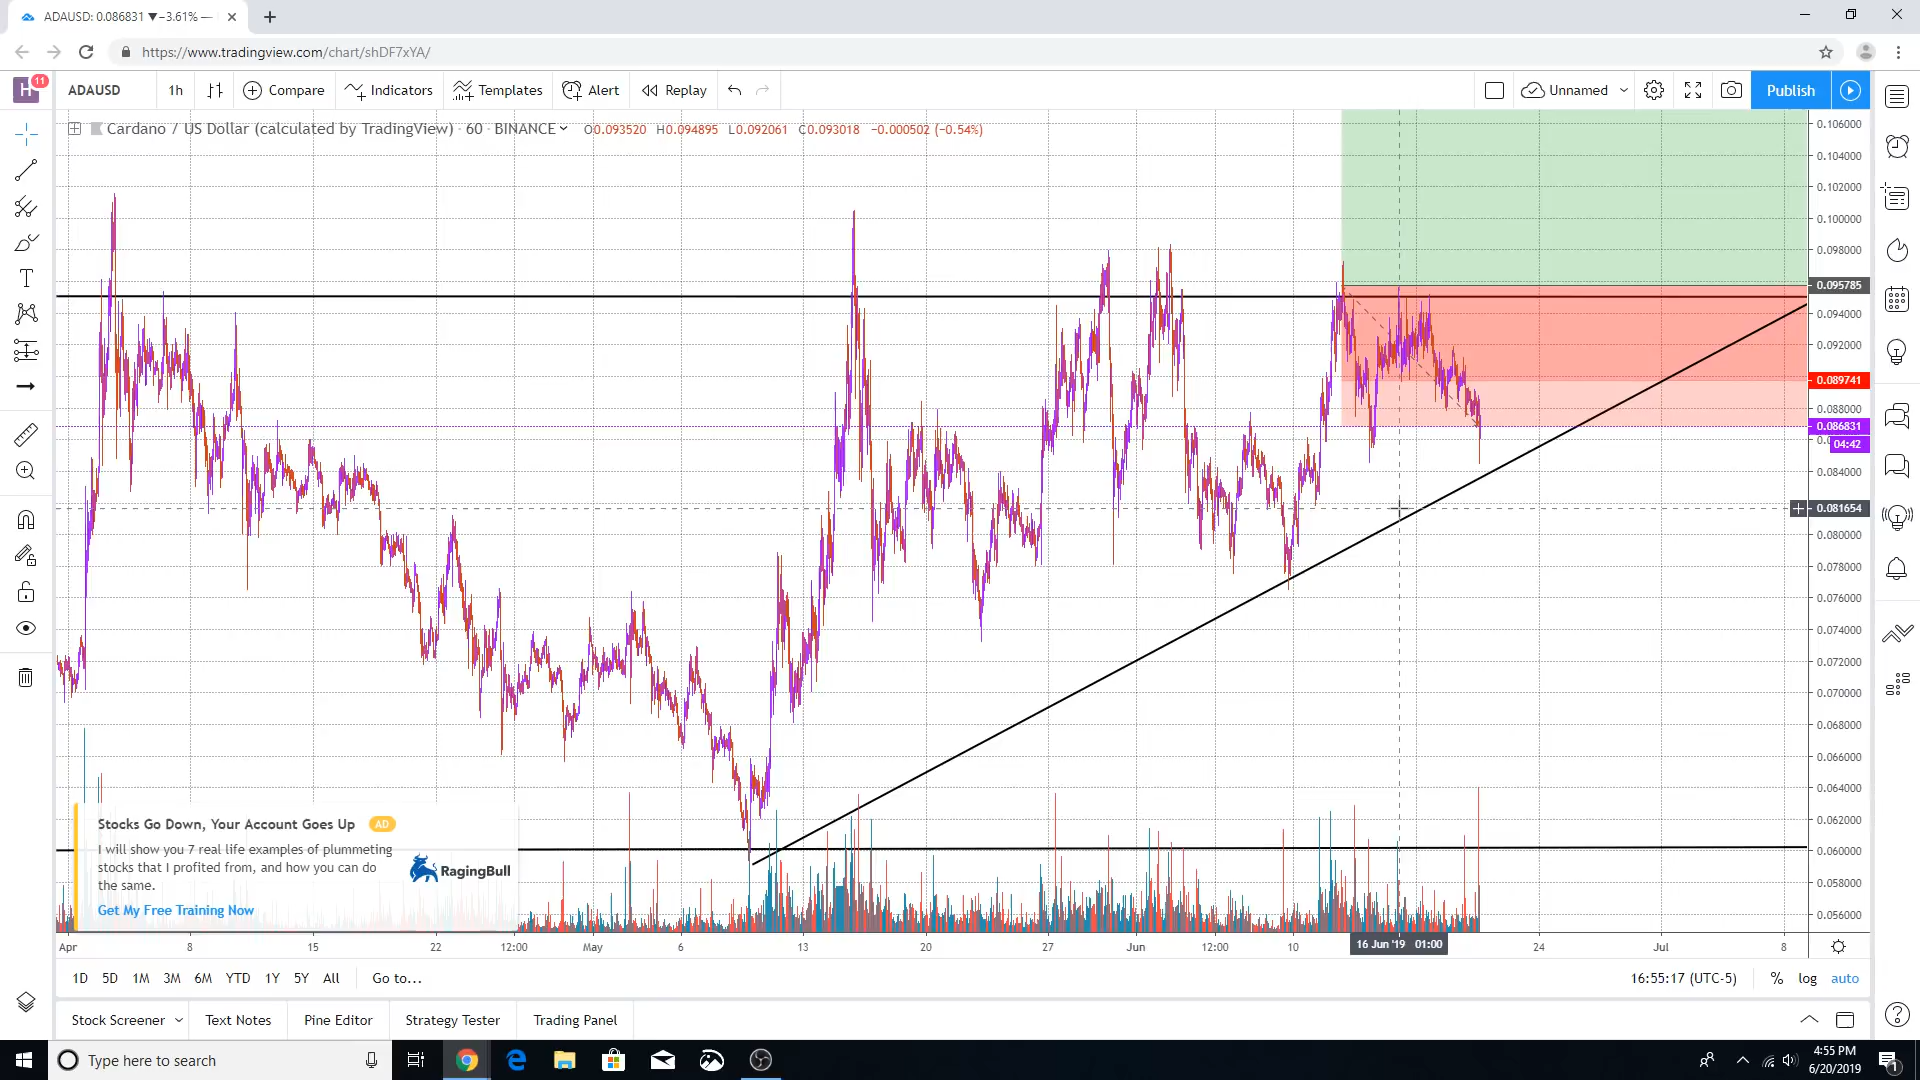 ADAUSD: 0.086831 ▼−3.61% —
https://www.tradingview.com/chart/shDF7xYA/
H 11
ADAUSD 1h Compare Indicators Templates Alert Replay Unnamed Publish
Cardano / US Dollar (calculated by TradingView) · 60 · BINANCE O0.093520 H0.094895 L0.092061 C0.093018 −0.000502 (−0.54%)
0.106000
0.104000
0.102000
0.100000
0.098000
0.095785
0.094000
0.092000
0.089741
0.088000
0.086831
04:42
0.084000
0.081654
0.080000
0.078000
0.076000
0.074000
0.072000
0.070000
0.068000
0.066000
0.064000
0.062000
0.060000
0.058000
0.056000
Stocks Go Down, Your Account Goes Up AD
I will show you 7 real life examples of plummeting
stocks that I profited from, and how you can do
the same.
RagingBull
Get My Free Training Now
Apr 8 15 22 12:00 May 6 13 20 27 Jun 12:00 10 16 Jun '19 01:00 24 Jul 8
1D 5D 1M 3M 6M YTD 1Y 5Y All Go to... 16:55:17 (UTC-5) % log auto
Stock Screener Text Notes Pine Editor Strategy Tester Trading Panel
Type here to search
4:55 PM
6/20/2019
1